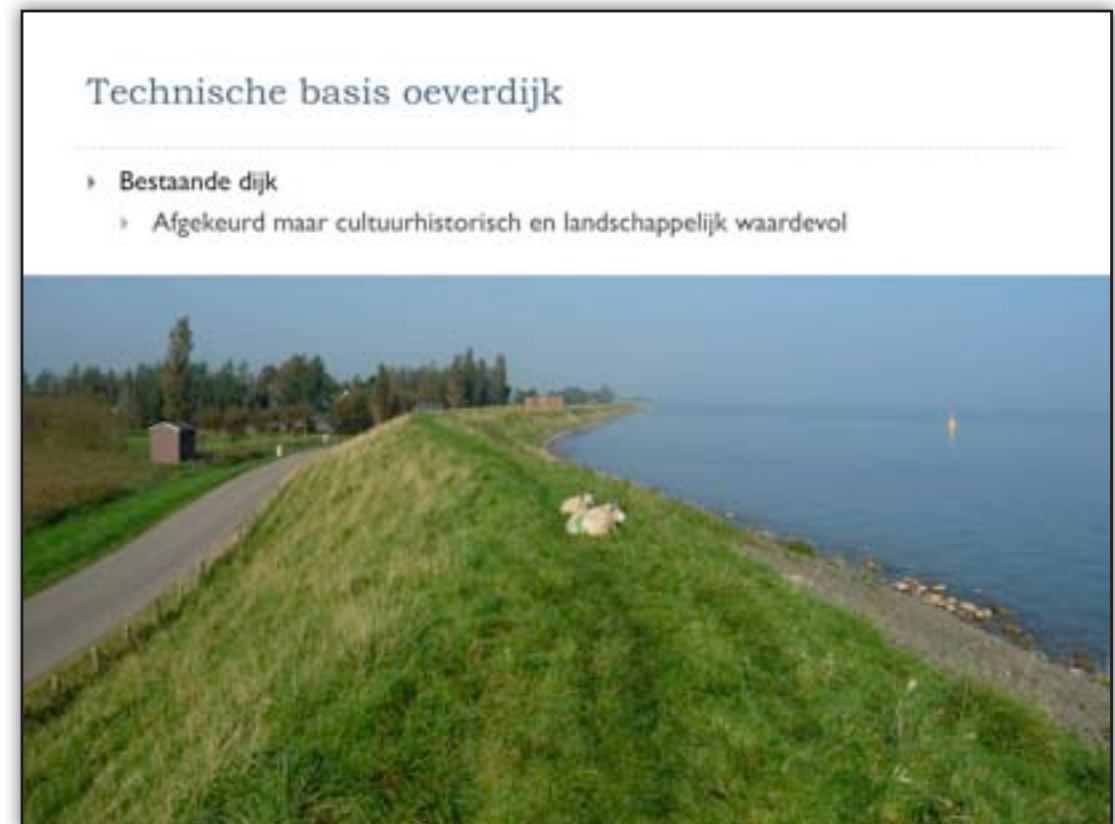 Technische basis oeverdijk
Bestaande dijk
Afgekeurd maar cultuurhistorisch en landschappelijk waardevol